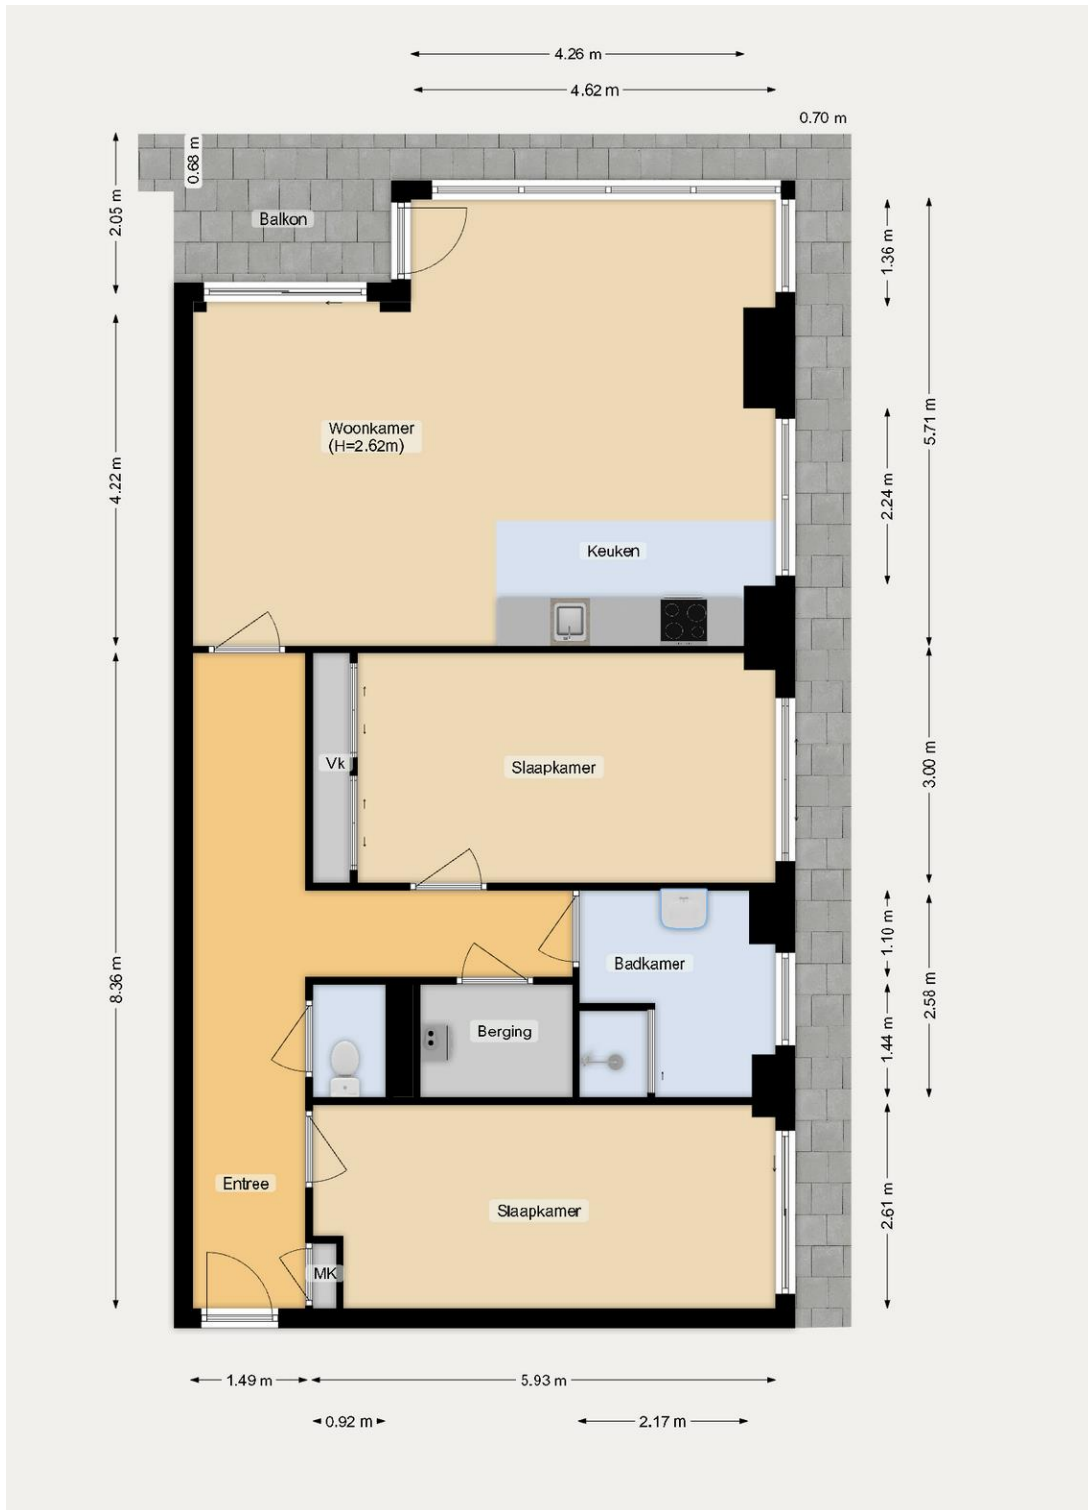 4.26 m
4.62 m
0.70 m
0.68 m
2.05 m
Balkon
1.36 m
Woonkamer
(H=2.62m)
5.71 m
4.22 m
2.24 m
Keuken
Vk
Slaapkamer
3.00 m
8.36 m
Badkamer
1.10 m
2.58 m
Berging
1.44 m
Entree
Slaapkamer
2.61 m
MK
1.49 m
5.93 m
0.92 m
2.17 m